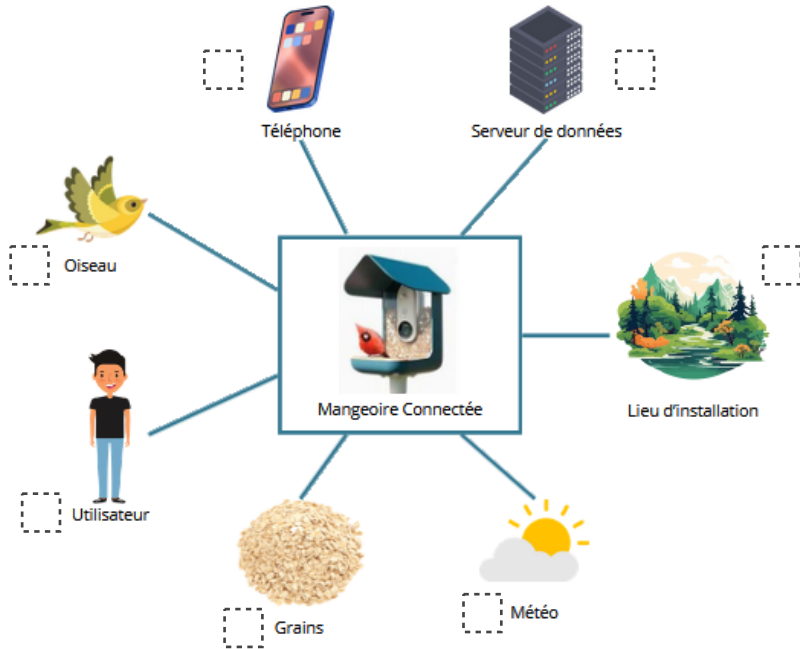 Téléphone
Serveur de données
Oiseau
Mangeoire Connectée
Lieu d'installation
Utilisateur
Grains
Météo